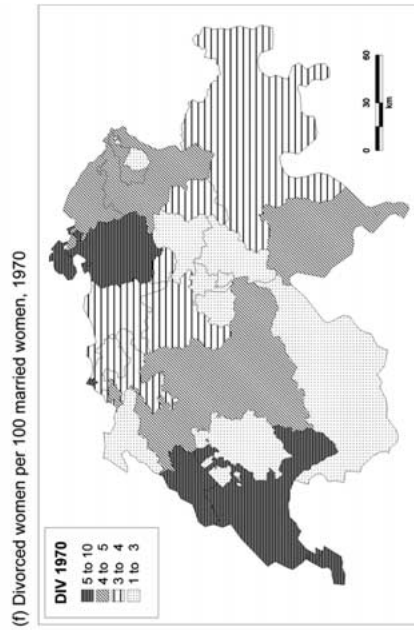 (f) Divorced women per 100 married women, 1970
DIV 1970
5 to 10
4 to 5
3 to 4
1 to 3
0 30 60
km